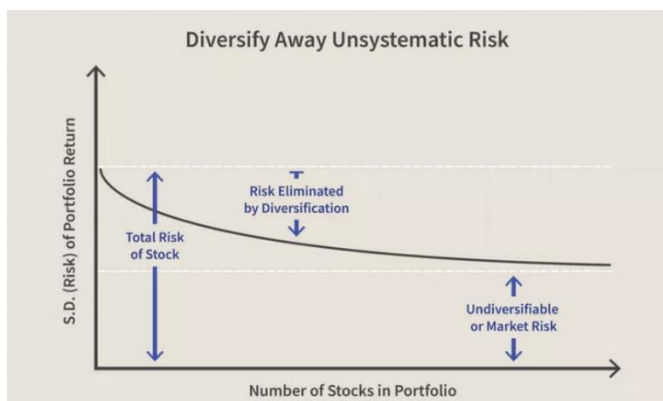 Diversify Away Unsystematic Risk
S.D. (Risk) of Portfolio Return
Risk Eliminated
by Diversification
Total Risk
of Stock
Undiversifiable
or Market Risk
Number of Stocks in Portfolio